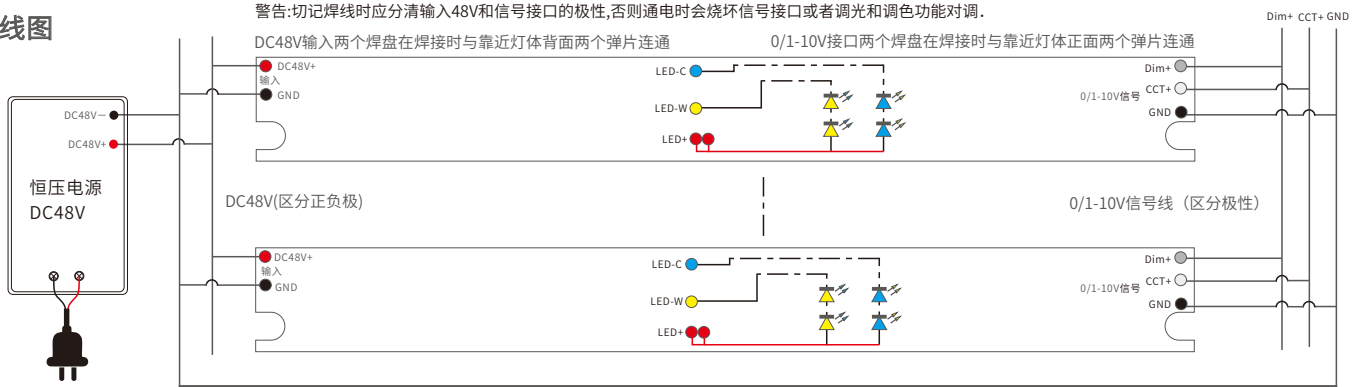 警告:切记焊线时应分清输入48V和信号接口的极性,否则通电时会烧坏信号接口或者调光和调色功能对调.
线图
Dim+ CCT+ GND
DC48V输入两个焊盘在焊接时与靠近灯体背面两个弹片连通
0/1-10V接口两个焊盘在焊接时与靠近灯体正面两个弹片连通
DC48V+
输入
GND
LED-C
LED-W
LED+
Dim+
CCT+
0/1-10V信号
GND
DC48V−
DC48V+
恒压电源
DC48V
DC48V(区分正负极)
0/1-10V信号线（区分极性）
DC48V+
输入
GND
LED-C
LED-W
LED+
Dim+
CCT+
0/1-10V信号
GND